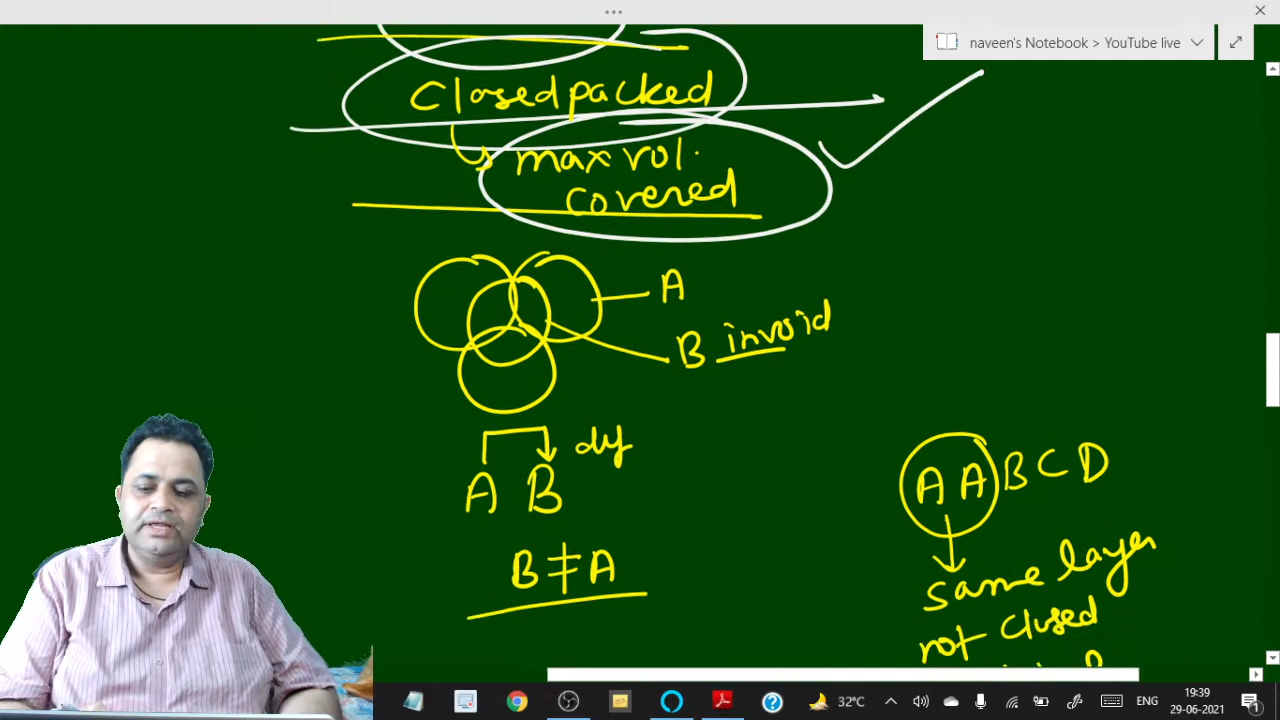 naveen's Notebook > YouTube live
Closed packed
max vol.
covered
A
B invoid
A B
B ≠ A
A A B C D
same layer
not closed
32°C
ENG
19:39
29-06-2021